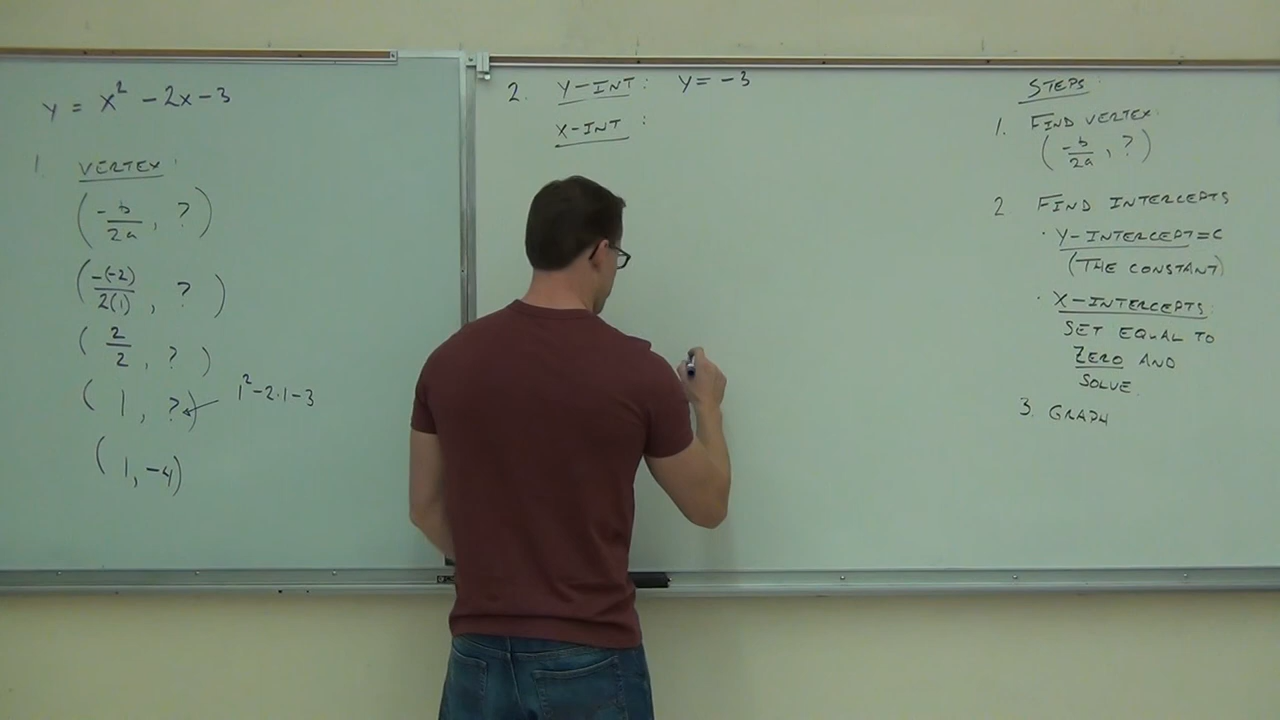 y = x² - 2x - 3
1. VERTEX:
(-b/2a, ?)
(-(-2)/2(1), ?)
(2/2, ?)
(1, ?) ← 1² - 2·1 - 3
(1, -4)
2. Y-INT: Y = -3
X-INT:
STEPS:
1. FIND VERTEX:
(-b/2a, ?)
2 FIND INTERCEPTS
· Y-INTERCEPT = C
(THE CONSTANT)
· X-INTERCEPTS:
SET EQUAL TO
ZERO AND
SOLVE.
3. GRAPH